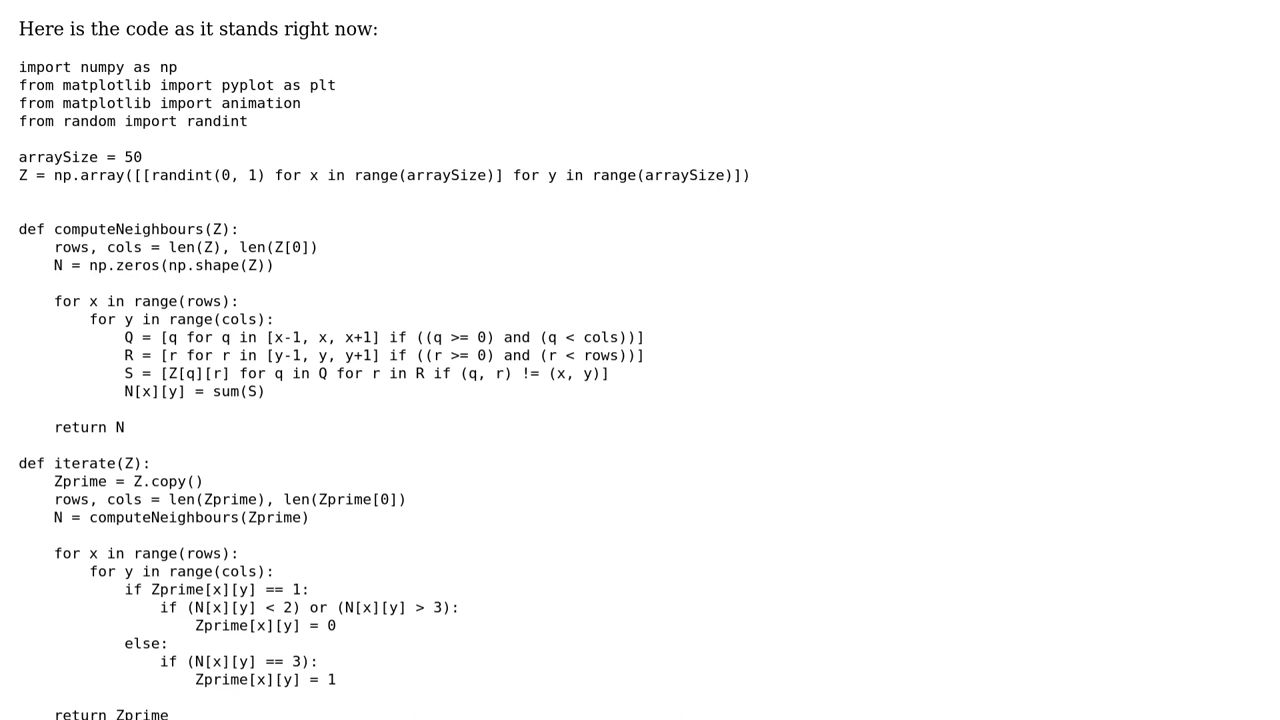 Here is the code as it stands right now:
import numpy as np
from matplotlib import pyplot as plt
from matplotlib import animation
from random import randint
arraySize = 50
Z = np.array([[randint(0, 1) for x in range(arraySize)] for y in range(arraySize)])
def computeNeighbours(Z):
    rows, cols = len(Z), len(Z[0])
    N = np.zeros(np.shape(Z))
    for x in range(rows):
        for y in range(cols):
            Q = [q for q in [x-1, x, x+1] if ((q >= 0) and (q < cols))]
            R = [r for r in [y-1, y, y+1] if ((r >= 0) and (r < rows))]
            S = [Z[q][r] for q in Q for r in R if (q, r) != (x, y)]
            N[x][y] = sum(S)
    return N
def iterate(Z):
    Zprime = Z.copy()
    rows, cols = len(Zprime), len(Zprime[0])
    N = computeNeighbours(Zprime)
    for x in range(rows):
        for y in range(cols):
            if Zprime[x][y] == 1:
                if (N[x][y] < 2) or (N[x][y] > 3):
                    Zprime[x][y] = 0
            else:
                if (N[x][y] == 3):
                    Zprime[x][y] = 1
    return Zprime